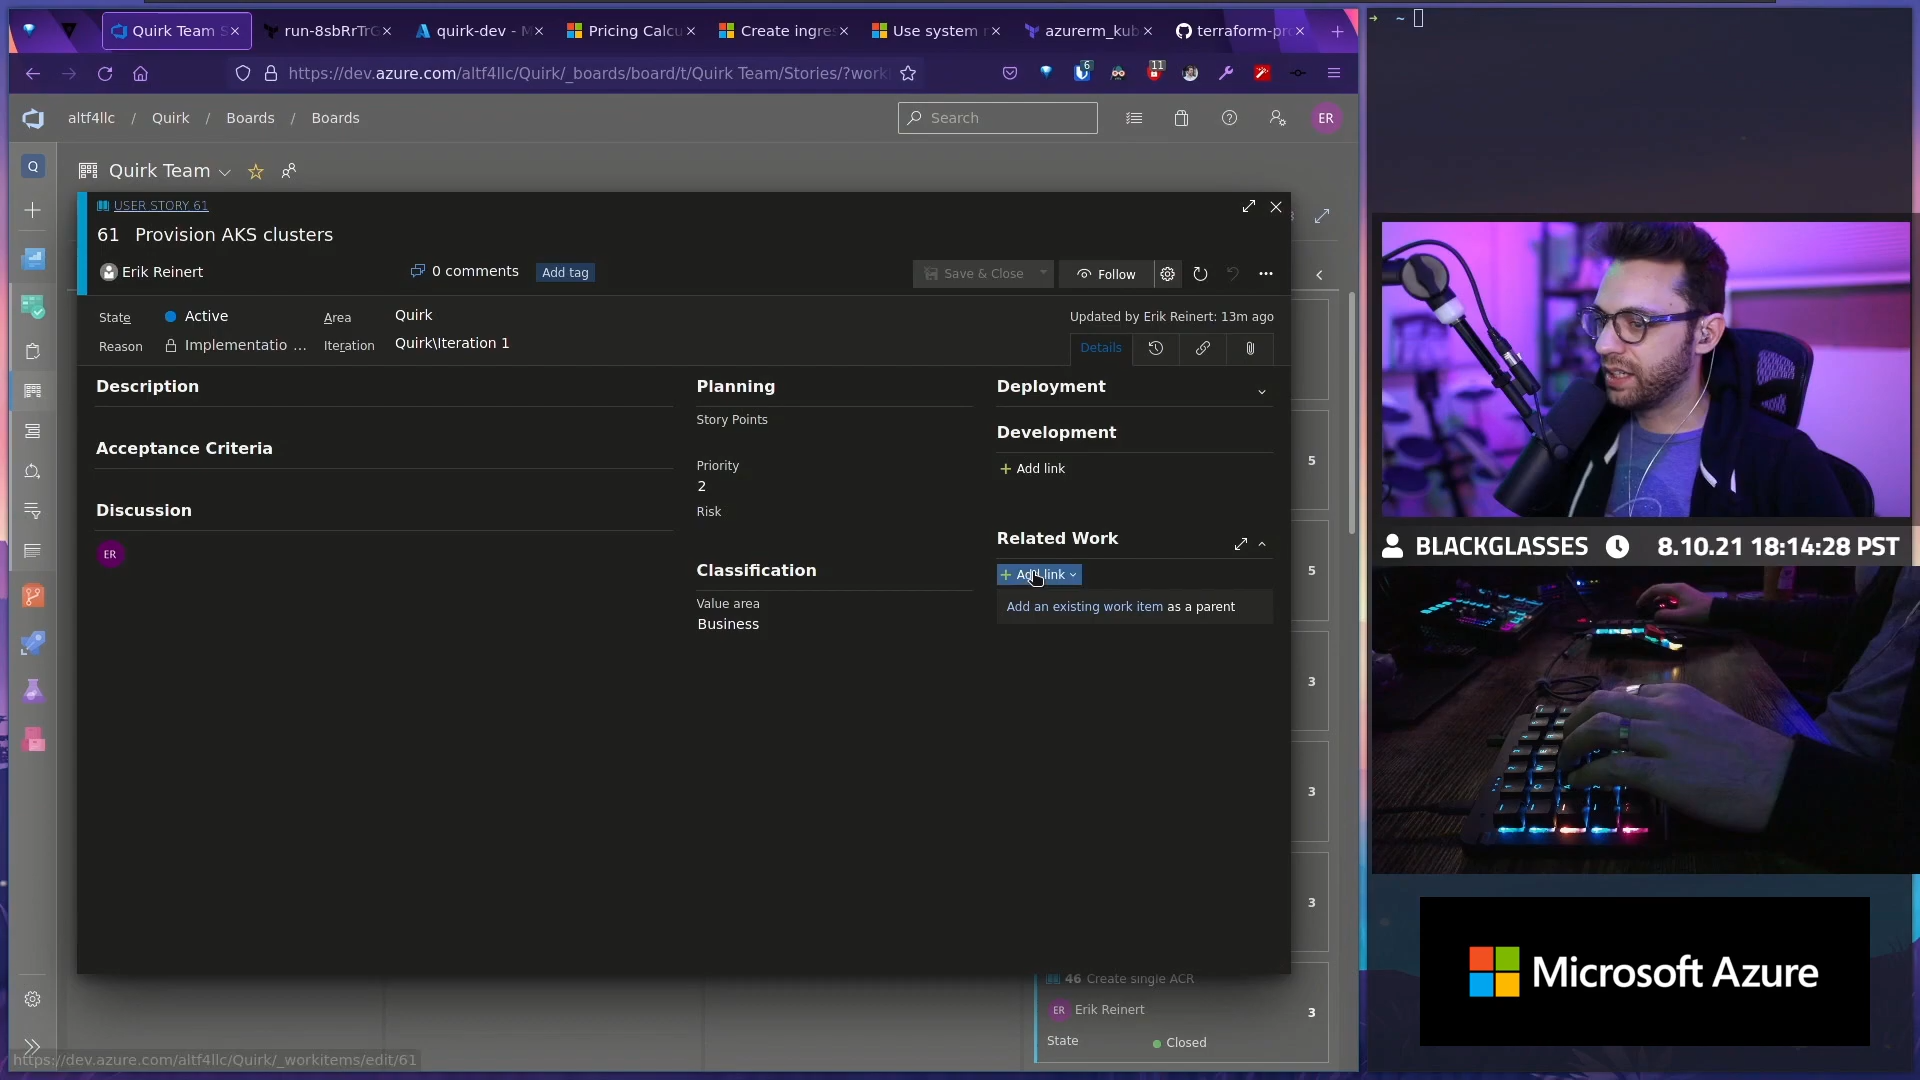 Quirk Team S
run-8sbRrTrG
quirk-dev - M
Pricing Calcu
Create ingres
Use system n
azurerm_kub
terraform-pro
https://dev.azure.com/altf4llc/Quirk/_boards/board/t/Quirk Team/Stories/?work
6
11
altf4llc / Quirk / Boards / Boards
Search
ER
Q
Quirk Team
USER STORY 61
61 Provision AKS clusters
Erik Reinert
0 comments
Add tag
Save & Close
Follow
State
Active
Area
Quirk
Updated by Erik Reinert: 13m ago
Reason
Implementatio ...
Iteration
Quirk\Iteration 1
Details
Description
Planning
Deployment
Story Points
Development
Acceptance Criteria
Priority
+ Add link
2
Discussion
Risk
Related Work
ER
Classification
+ Add link
Value area
Add an existing work item as a parent
Business
5
5
3
3
3
46 Create single ACR
ER Erik Reinert
3
State
Closed
https://dev.azure.com/altf4llc/Quirk/_workitems/edit/61
→ ~
BLACKGLASSES
8.10.21 18:14:28 PST
Microsoft Azure